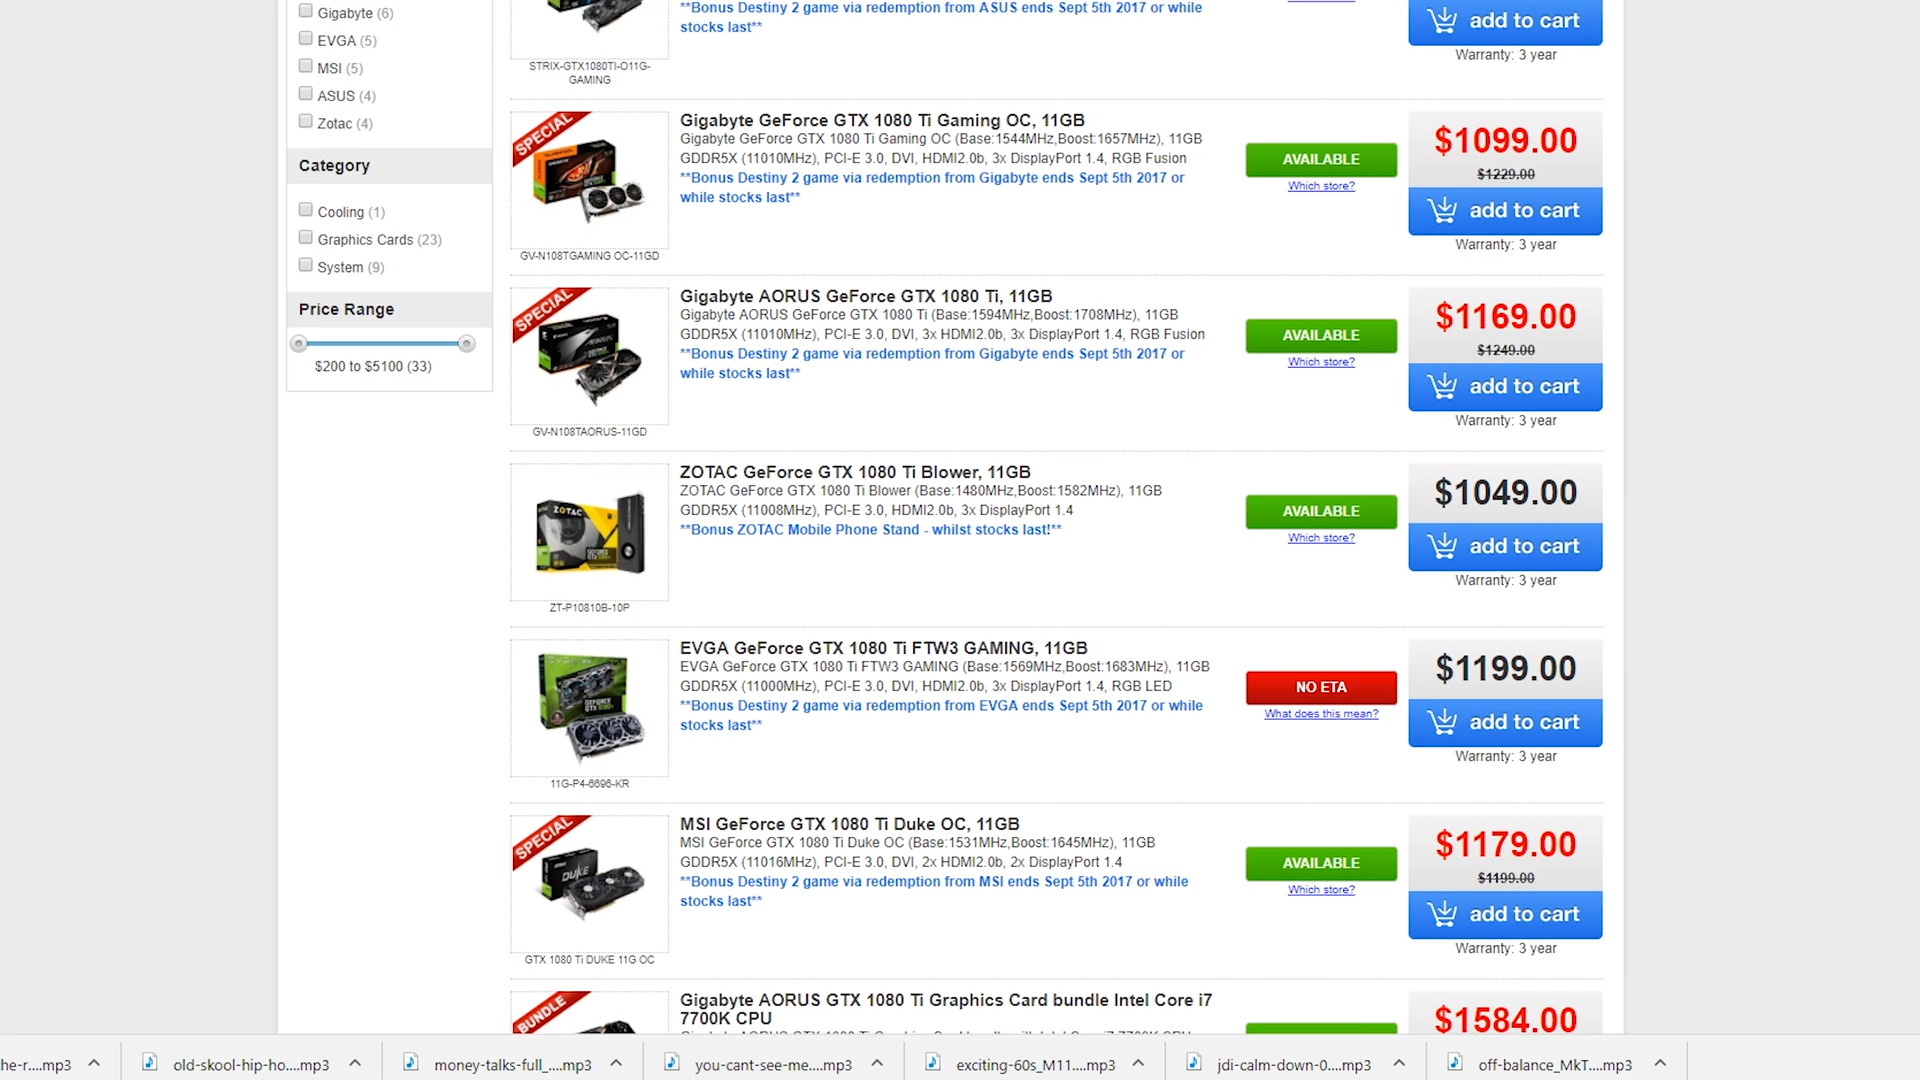 Gigabyte (6)
EVGA (5)
MSI (5)
ASUS (4)
Zotac (4)
Category
Cooling (1)
Graphics Cards (23)
System (9)
Price Range
$200 to $5100 (33)
STRIX-GTX1080TI-O11G-
GAMING
**Bonus Destiny 2 game via redemption from ASUS ends Sept 5th 2017 or while
stocks last**
add to cart
Warranty: 3 year
SPECIAL
GV-N108TGAMING OC-11GD
Gigabyte GeForce GTX 1080 Ti Gaming OC, 11GB
Gigabyte GeForce GTX 1080 Ti Gaming OC (Base:1544MHz,Boost:1657MHz), 11GB
GDDR5X (11010MHz), PCI-E 3.0, DVI, HDMI2.0b, 3x DisplayPort 1.4, RGB Fusion
**Bonus Destiny 2 game via redemption from Gigabyte ends Sept 5th 2017 or
while stocks last**
AVAILABLE
Which store?
$1099.00
$1229.00
add to cart
Warranty: 3 year
SPECIAL
GV-N108TAORUS-11GD
Gigabyte AORUS GeForce GTX 1080 Ti, 11GB
Gigabyte AORUS GeForce GTX 1080 Ti (Base:1594MHz,Boost:1708MHz), 11GB
GDDR5X (11010MHz), PCI-E 3.0, DVI, 3x HDMI2.0b, 3x DisplayPort 1.4, RGB Fusion
**Bonus Destiny 2 game via redemption from Gigabyte ends Sept 5th 2017 or
while stocks last**
AVAILABLE
Which store?
$1169.00
$1249.00
add to cart
Warranty: 3 year
ZOTAC
ZT-P10810B-10P
ZOTAC GeForce GTX 1080 Ti Blower, 11GB
ZOTAC GeForce GTX 1080 Ti Blower (Base:1480MHz,Boost:1582MHz), 11GB
GDDR5X (11008MHz), PCI-E 3.0, HDMI2.0b, 3x DisplayPort 1.4
**Bonus ZOTAC Mobile Phone Stand - whilst stocks last!**
AVAILABLE
Which store?
$1049.00
add to cart
Warranty: 3 year
11G-P4-6696-KR
EVGA GeForce GTX 1080 Ti FTW3 GAMING, 11GB
EVGA GeForce GTX 1080 Ti FTW3 GAMING (Base:1569MHz,Boost:1683MHz), 11GB
GDDR5X (11000MHz), PCI-E 3.0, DVI, HDMI2.0b, 3x DisplayPort 1.4, RGB LED
**Bonus Destiny 2 game via redemption from EVGA ends Sept 5th 2017 or while
stocks last**
NO ETA
What does this mean?
$1199.00
add to cart
Warranty: 3 year
SPECIAL
DUKE
GTX 1080 Ti DUKE 11G OC
MSI GeForce GTX 1080 Ti Duke OC, 11GB
MSI GeForce GTX 1080 Ti Duke OC (Base:1531MHz,Boost:1645MHz), 11GB
GDDR5X (11016MHz), PCI-E 3.0, DVI, 2x HDMI2.0b, 2x DisplayPort 1.4
**Bonus Destiny 2 game via redemption from MSI ends Sept 5th 2017 or while
stocks last**
AVAILABLE
Which store?
$1179.00
$1199.00
add to cart
Warranty: 3 year
BUNDLE
Gigabyte AORUS GTX 1080 Ti Graphics Card bundle Intel Core i7
7700K CPU
$1584.00
he-r....mp3
old-skool-hip-ho....mp3
money-talks-full_....mp3
you-cant-see-me....mp3
exciting-60s_M11....mp3
jdi-calm-down-0....mp3
off-balance_MkT....mp3